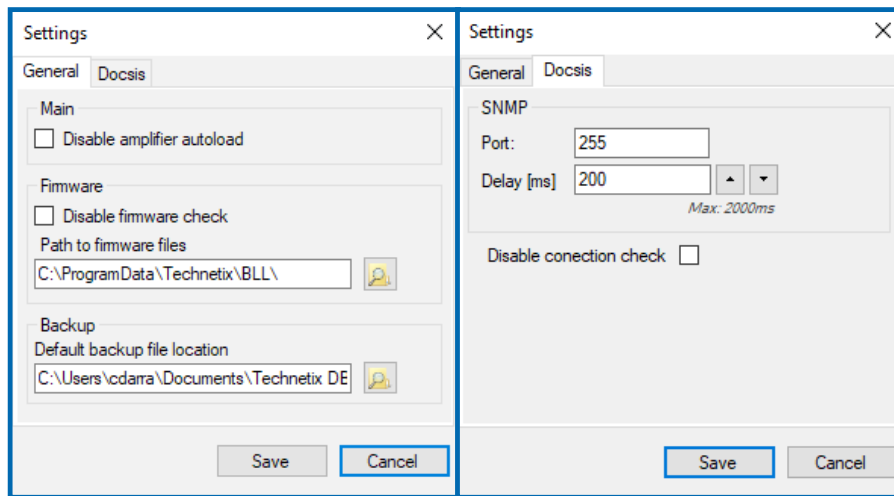 Settings
General Docsis
Main
Disable amplifier autoload
Firmware
Disable firmware check
Path to firmware files
C:\ProgramData\Technetix\BLL\
Backup
Default backup file location
C:\Users\cdarra\Documents\Technetix DE
Save Cancel
Settings
General Docsis
SNMP
Port: 255
Delay [ms] 200
Max: 2000ms
Disable conection check
Save Cancel